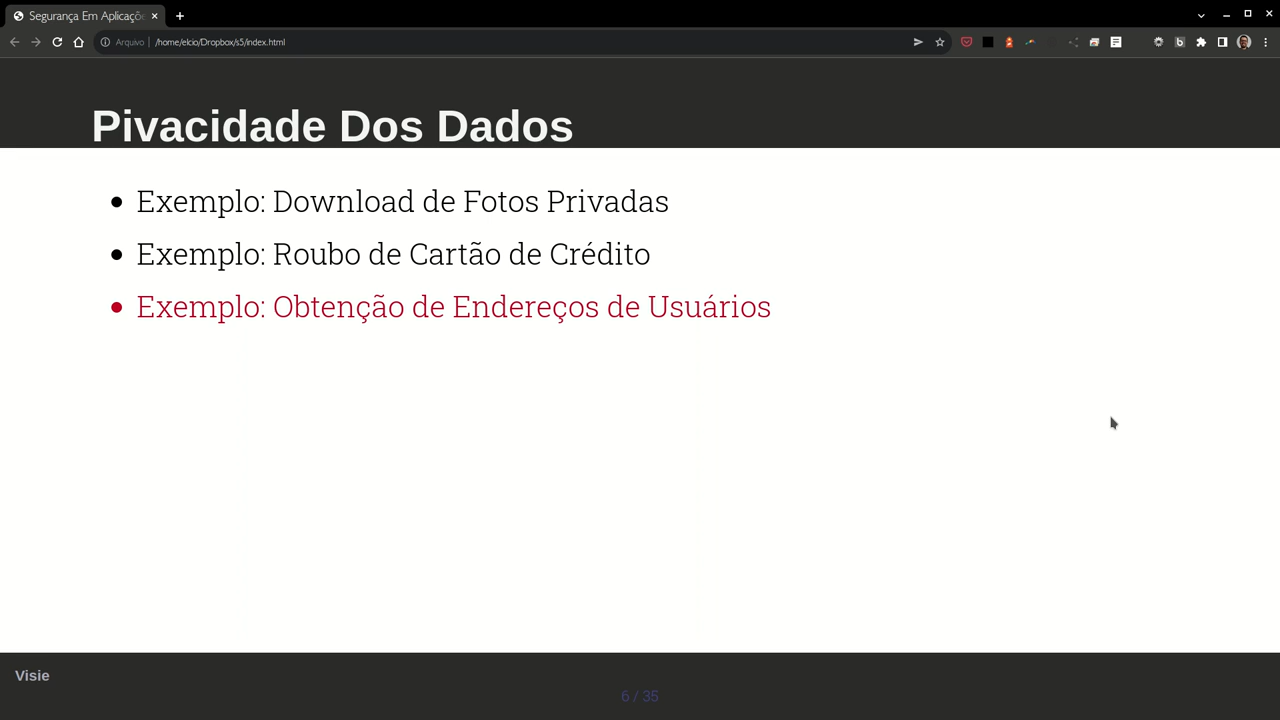 Segurança Em Aplicaçõe
Arquivo
/home/elcio/Dropbox/s5/index.html
Pivacidade Dos Dados
Exemplo: Download de Fotos Privadas
Exemplo: Roubo de Cartão de Crédito
Exemplo: Obtenção de Endereços de Usuários
Visie
6 / 35